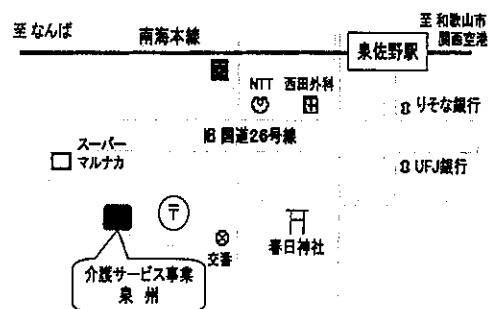 至 なんば
南海本線
泉佐野駅
至 和歌山市
関西空港
NTT
西田外科
りそな銀行
旧 国道26号線
スーパー
マルナカ
UFJ銀行
〒
交番
春日神社
介護サービス事業
泉 州